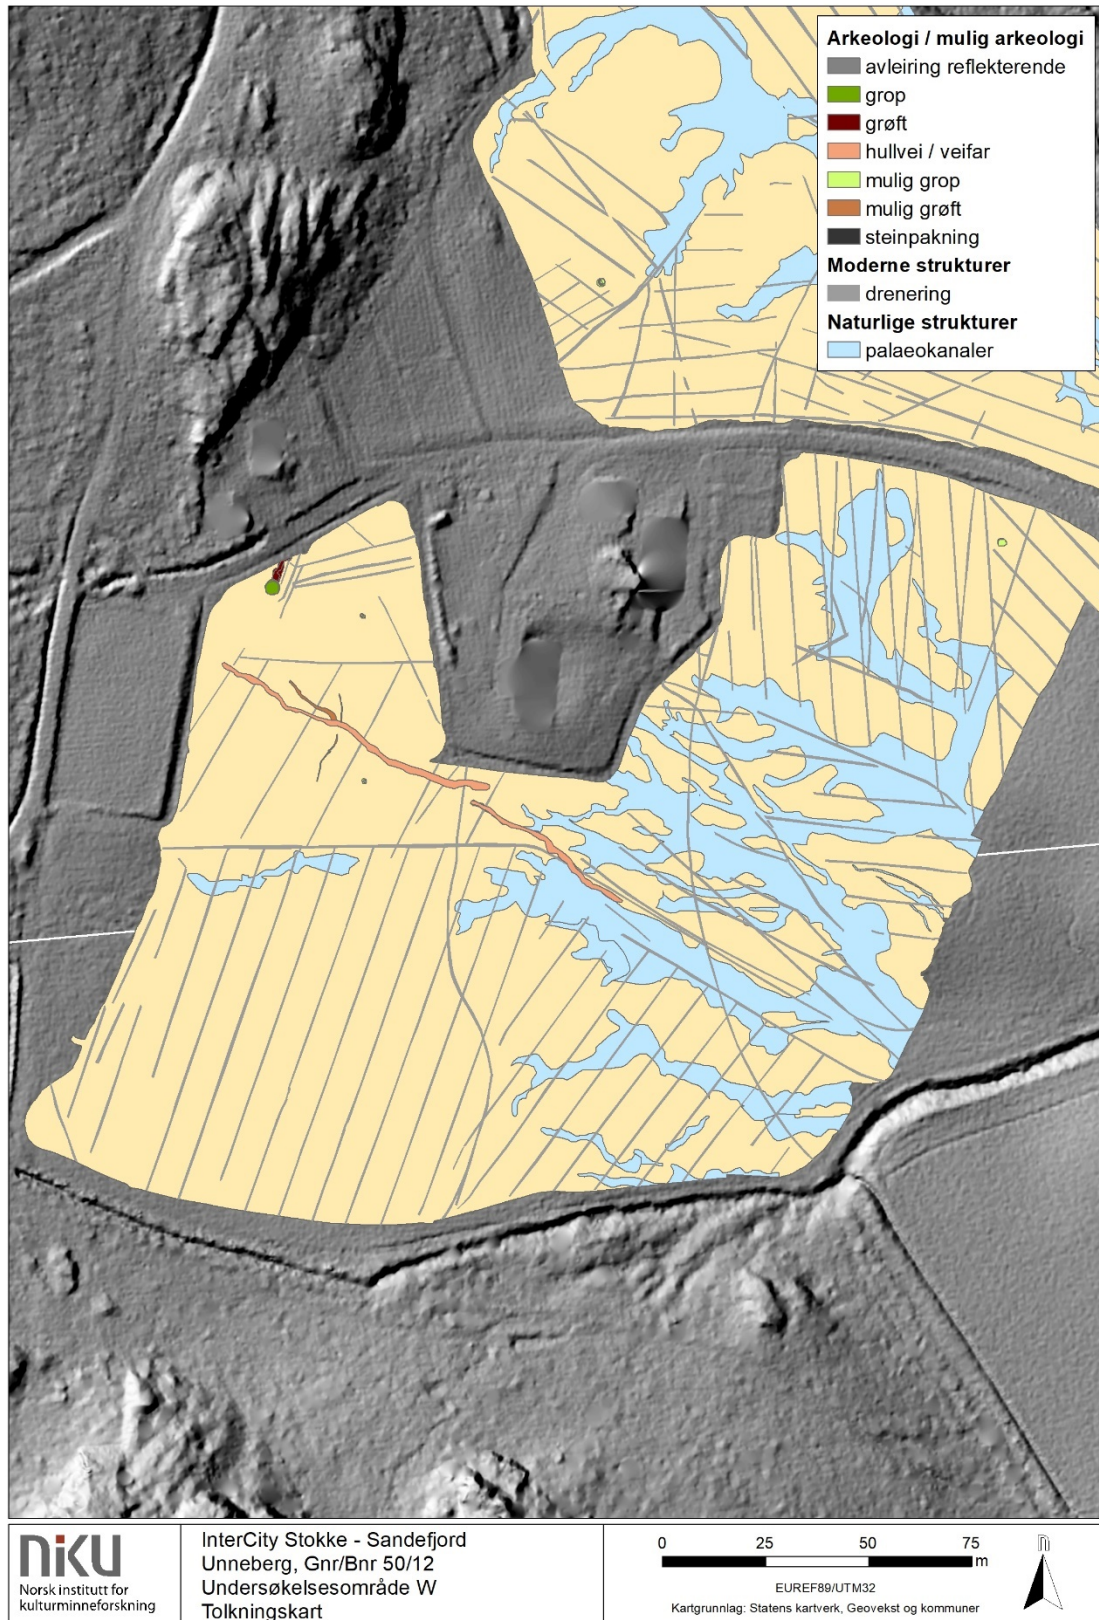 Arkeologi / mulig arkeologi
avleiring reflekterende
grop
grøft
hullvei / veifar
mulig grop
mulig grøft
steinpakning
Moderne strukturer
drenering
Naturlige strukturer
palaeokanaler
niku
Norsk institutt for
kulturminneforskning
InterCity Stokke - Sandefjord
Unneberg, Gnr/Bnr 50/12
Undersøkelsesområde W
Tolkningskart
0 25 50 75
m
EUREF89/UTM32
Kartgrunnlag: Statens kartverk, Geovekst og kommuner
n